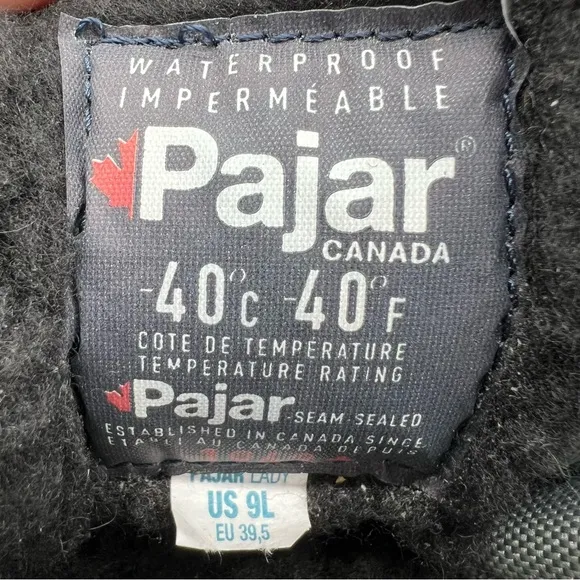 WATERPROOF
IMPERMÉABLE
Pajar®
CANADA
-40°C -40°F
COTE DE TEMPÉRATURE
TEMPERATURE RATING
Pajar SEAM-SEALED
ESTABLISHED IN CANADA SINCE
ÉTABLI AU CANADA DEPUIS
PAJAR LADY
US 9L
EU 39,5